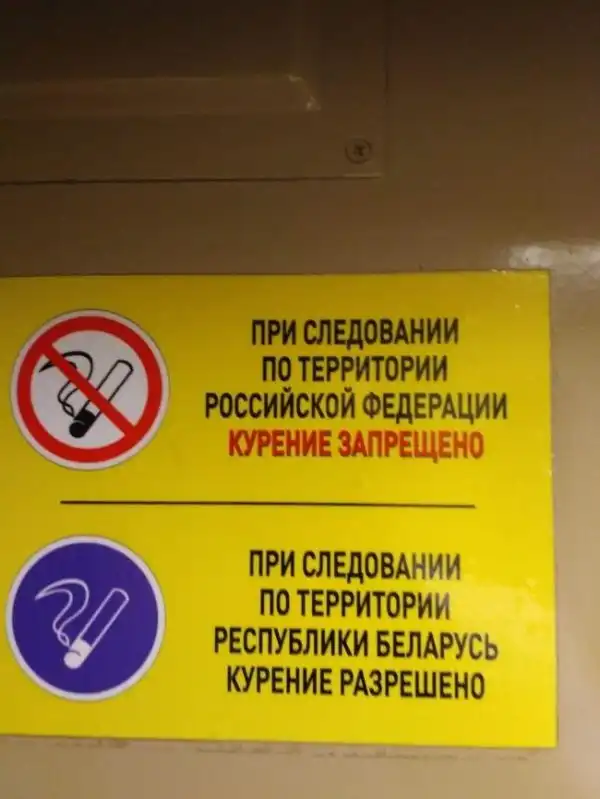 ПРИ СЛЕДОВАНИИ
ПО ТЕРРИТОРИИ
РОССИЙСКОЙ ФЕДЕРАЦИИ
КУРЕНИЕ ЗАПРЕЩЕНО
ПРИ СЛЕДОВАНИИ
ПО ТЕРРИТОРИИ
РЕСПУБЛИКИ БЕЛАРУСЬ
КУРЕНИЕ РАЗРЕШЕНО